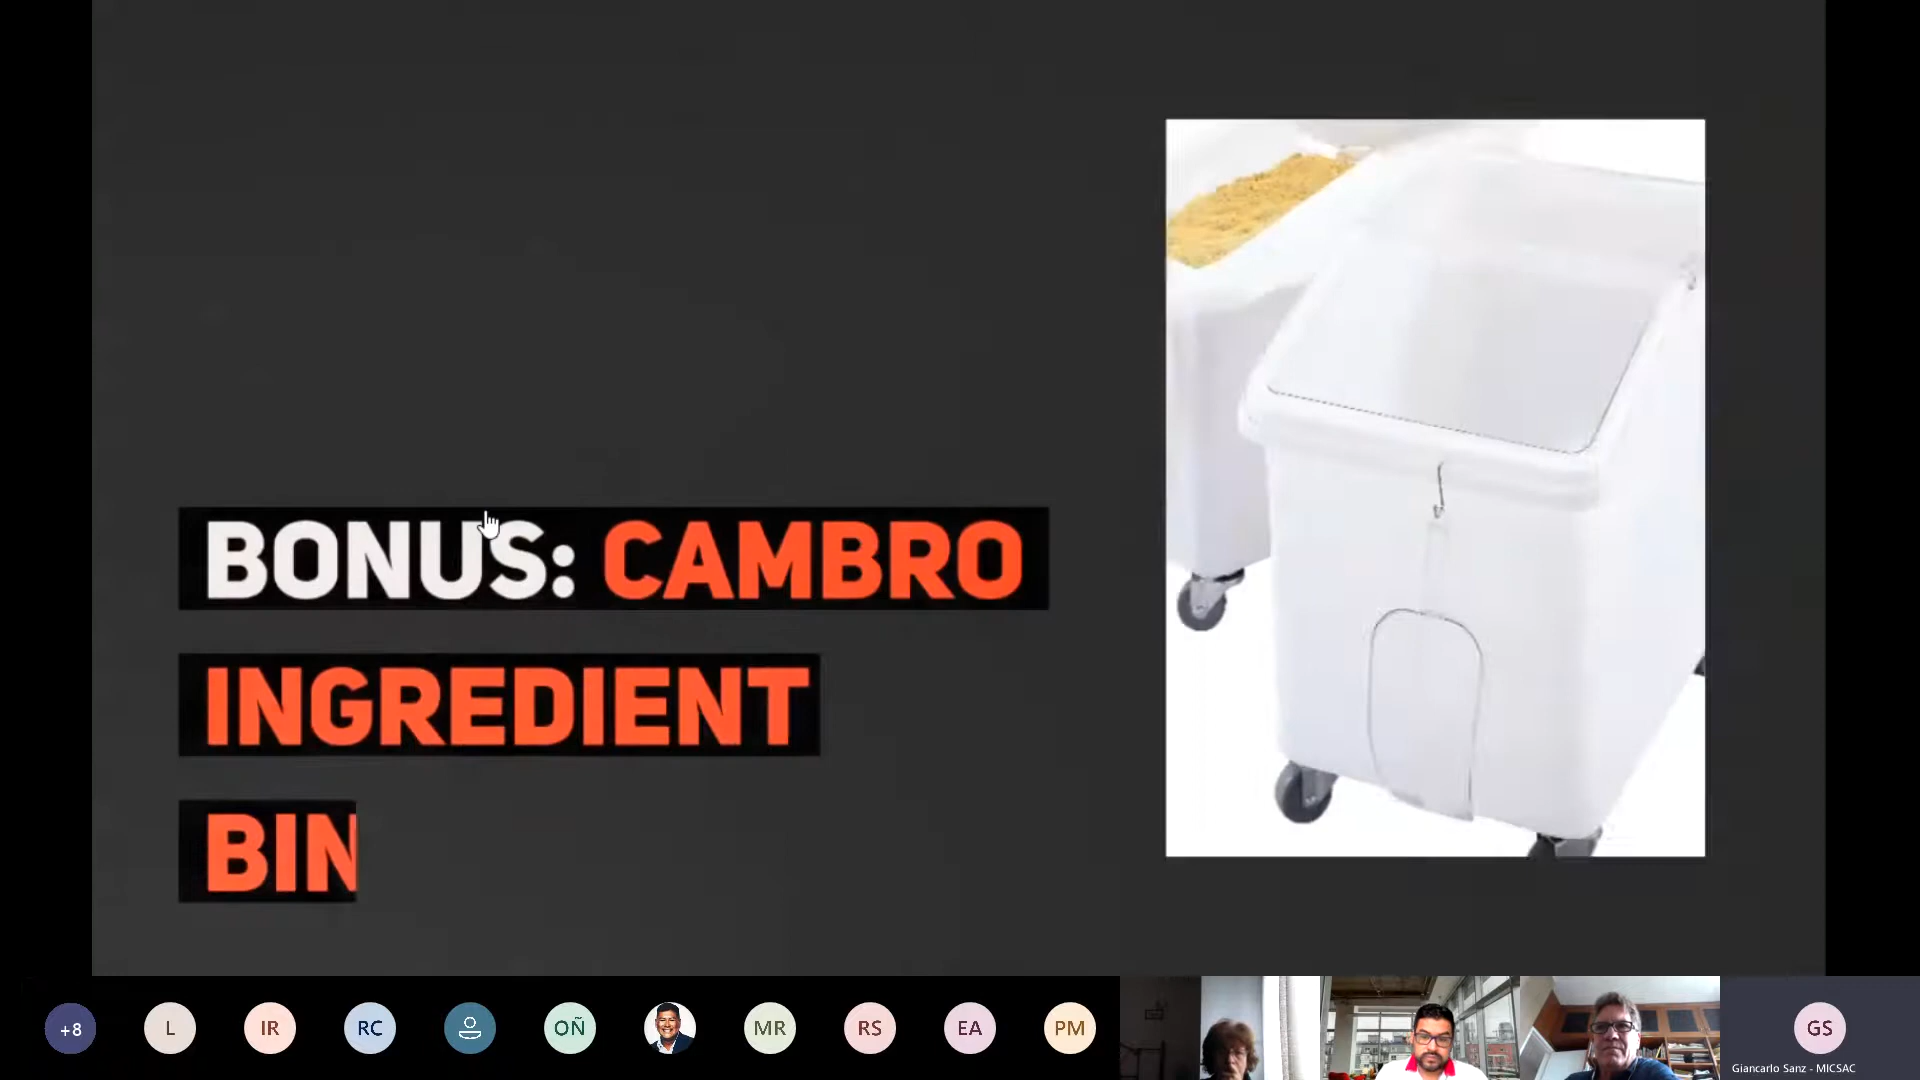 BONUS: CAMBRO
INGREDIENT
BIN
+8
L
IR
RC
OÑ
MR
RS
EA
PM
GS
Giancarlo Sanz - MICSAC